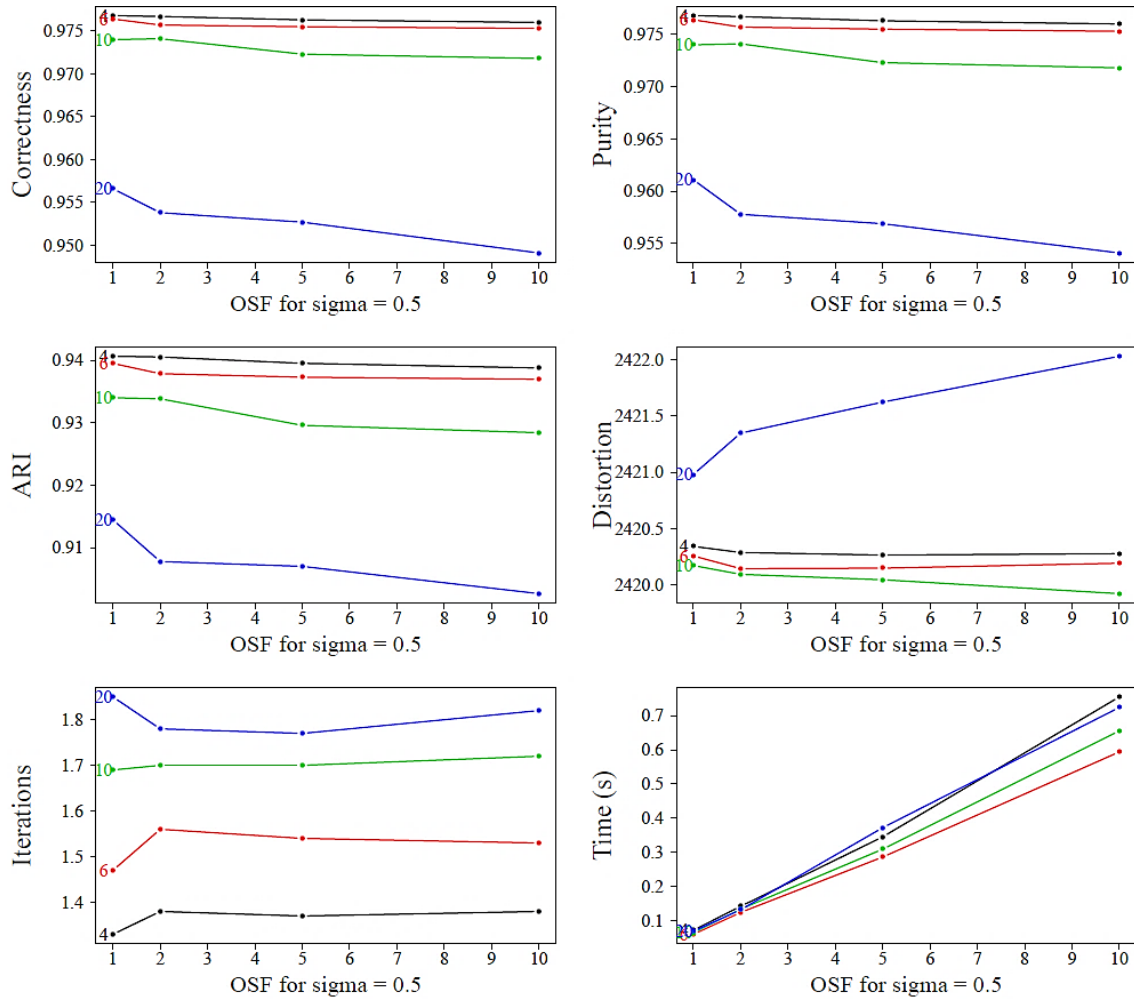 Correctness
0.975
0.970
0.965
0.960
0.955
0.950
4
6
10
20
1 2 3 4 5 6 7 8 9 10
OSF for sigma = 0.5
Purity
0.975
0.970
0.965
0.960
0.955
4
6
10
20
1 2 3 4 5 6 7 8 9 10
OSF for sigma = 0.5
ARI
0.94
0.93
0.92
0.91
4
6
10
20
1 2 3 4 5 6 7 8 9 10
OSF for sigma = 0.5
Distortion
2422.0
2421.5
2421.0
2420.5
2420.0
20
4
6
10
1 2 3 4 5 6 7 8 9 10
OSF for sigma = 0.5
Iterations
1.8
1.7
1.6
1.5
1.4
20
10
6
4
1 2 3 4 5 6 7 8 9 10
OSF for sigma = 0.5
Time (s)
0.7
0.6
0.5
0.4
0.3
0.2
0.1
1 2 3 4 5 6 7 8 9 10
OSF for sigma = 0.5